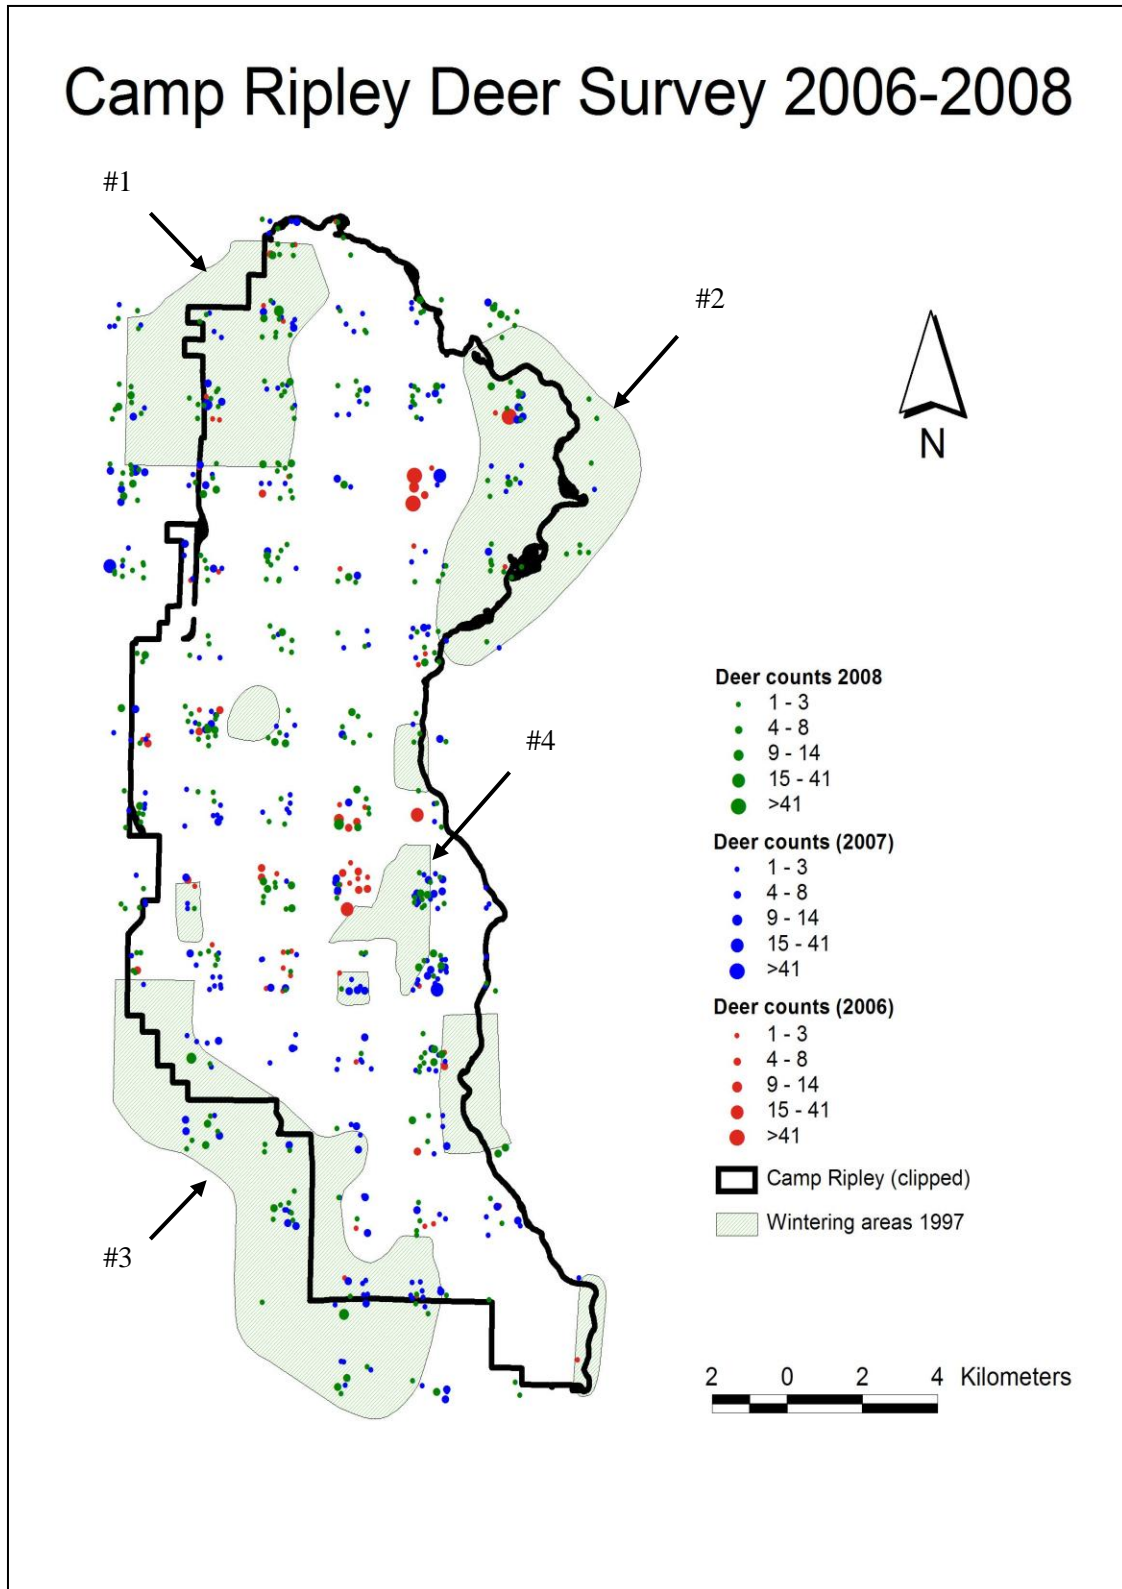 Camp Ripley Deer Survey 2006-2008
#1
#2
N
#4
#3
Deer counts 2008
1 - 3
4 - 8
9 - 14
15 - 41
>41
Deer counts (2007)
1 - 3
4 - 8
9 - 14
15 - 41
>41
Deer counts (2006)
1 - 3
4 - 8
9 - 14
15 - 41
>41
Camp Ripley (clipped)
Wintering areas 1997
2 0 2 4 Kilometers